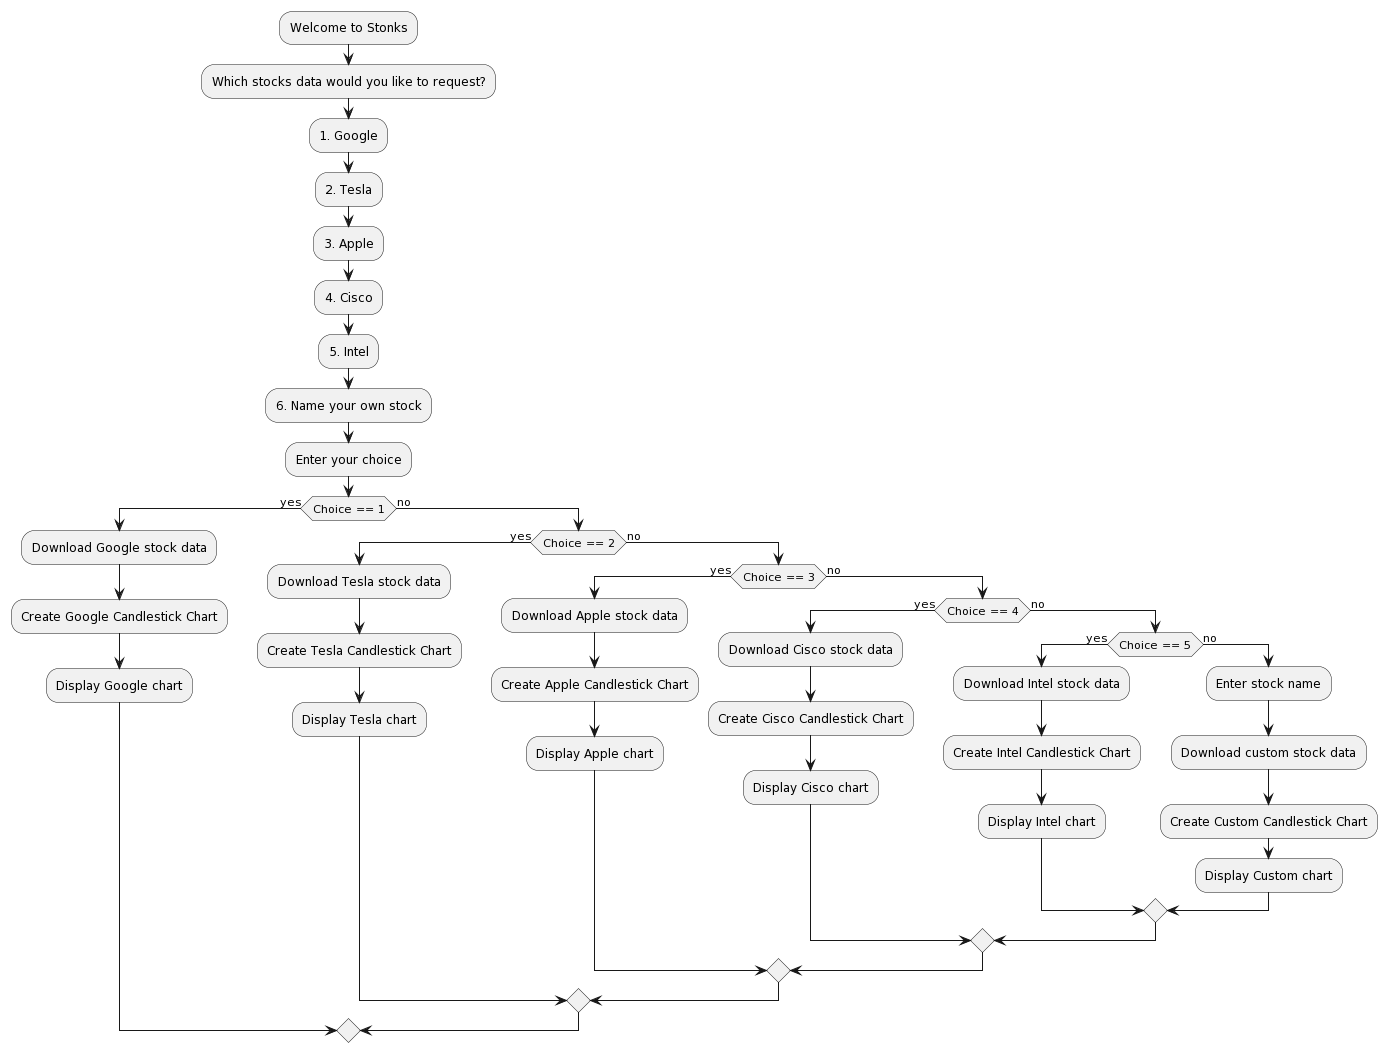 Welcome to Stonks
Which stocks data would you like to request?
1. Google
2. Tesla
3. Apple
4. Cisco
5. Intel
6. Name your own stock
Enter your choice
yes
Choice == 1
no
Download Google stock data
Create Google Candlestick Chart
Display Google chart
yes
Choice == 2
no
Download Tesla stock data
Create Tesla Candlestick Chart
Display Tesla chart
yes
Choice == 3
no
Download Apple stock data
Create Apple Candlestick Chart
Display Apple chart
yes
Choice == 4
no
Download Cisco stock data
Create Cisco Candlestick Chart
Display Cisco chart
yes
Choice == 5
no
Download Intel stock data
Create Intel Candlestick Chart
Display Intel chart
Enter stock name
Download custom stock data
Create Custom Candlestick Chart
Display Custom chart